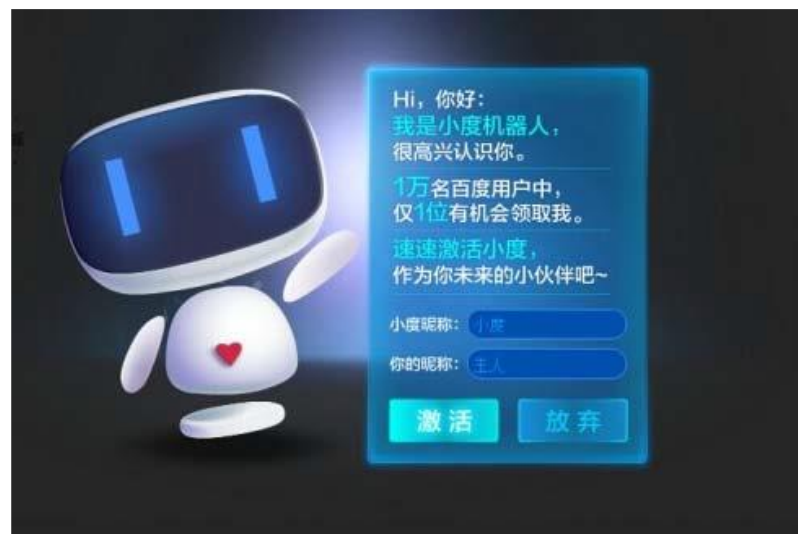 Hi，你好：
我是小度机器人，
很高兴认识你。
1万名百度用户中，
仅1位有机会领取我。
速速激活小度，
作为你未来的小伙伴吧~
小度昵称： 小度
你的昵称： 主人
激活 放弃